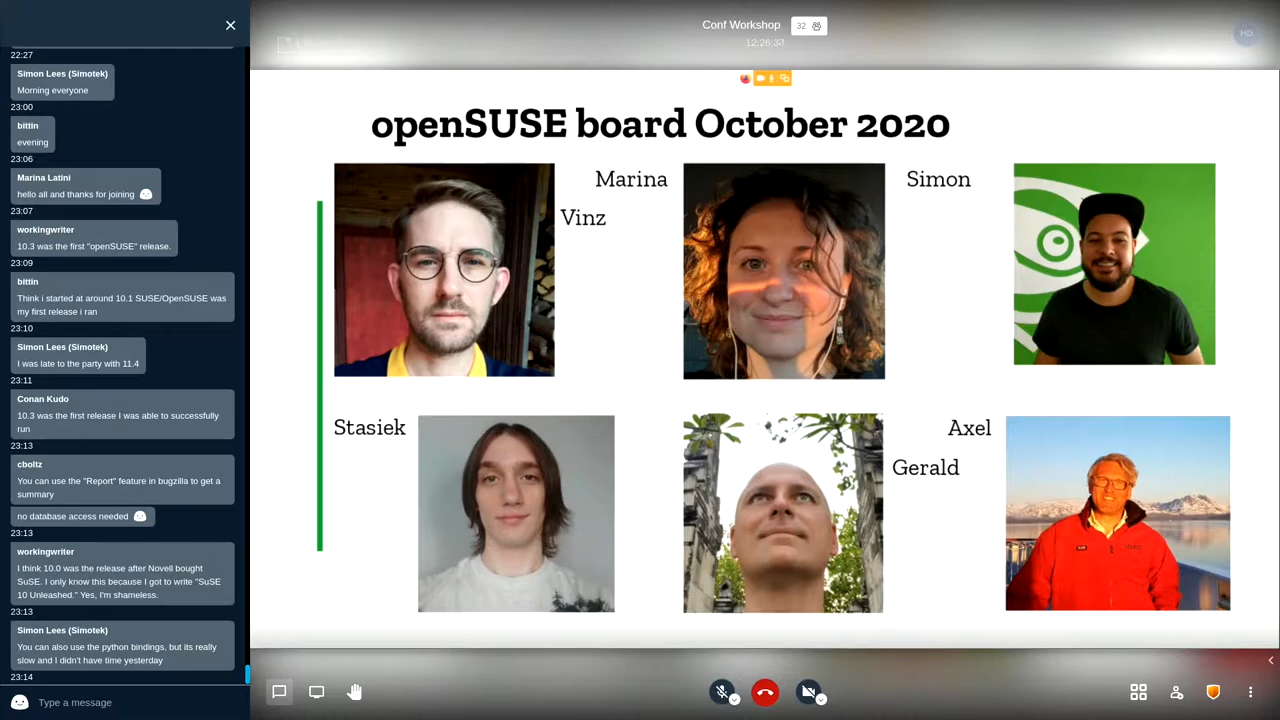 22:27
Simon Lees (Simotek)
Morning everyone
23:00
bittin
evening
23:06
Marina Latini
hello all and thanks for joining
23:07
workingwriter
10.3 was the first "openSUSE" release.
23:09
bittin
Think i started at around 10.1 SUSE/OpenSUSE was
my first release i ran
23:10
Simon Lees (Simotek)
I was late to the party with 11.4
23:11
Conan Kudo
10.3 was the first release I was able to successfully
run
23:13
cboltz
You can use the "Report" feature in bugzilla to get a
summary
no database access needed
23:13
workingwriter
I think 10.0 was the release after Novell bought
SuSE. I only know this because I got to write "SuSE
10 Unleashed." Yes, I'm shameless.
23:13
Simon Lees (Simotek)
You can also use the python bindings, but its really
slow and I didn't have time yesterday
23:14
Type a message
Conf Workshop
32
HD
openSUSE board October 2020
Marina
Simon
Vinz
Stasiek
Axel
Gerald